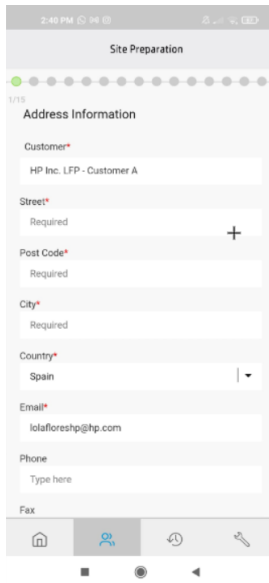 2:40 PM
Site Preparation
1/15
Address Information
Customer*
HP Inc. LFP - Customer A
Street*
Required
Post Code*
Required
City*
Required
Country*
Spain
Email*
lolafloreshp@hp.com
Phone
Type here
Fax